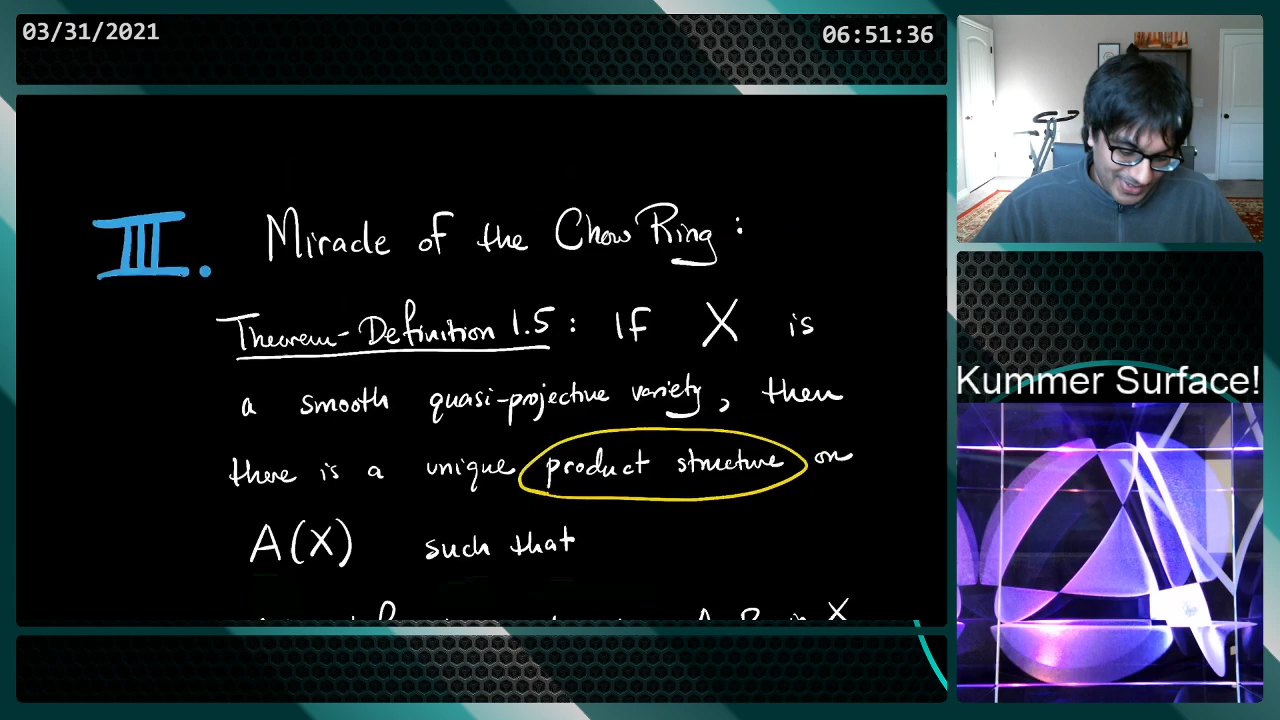 03/31/2021
06:51:36
III. Miracle of the Chow Ring:
Theorem-Definition 1.5: If X is
a smooth quasi-projective variety, then
there is a unique product structure on
A(X) such that
Kummer Surface!